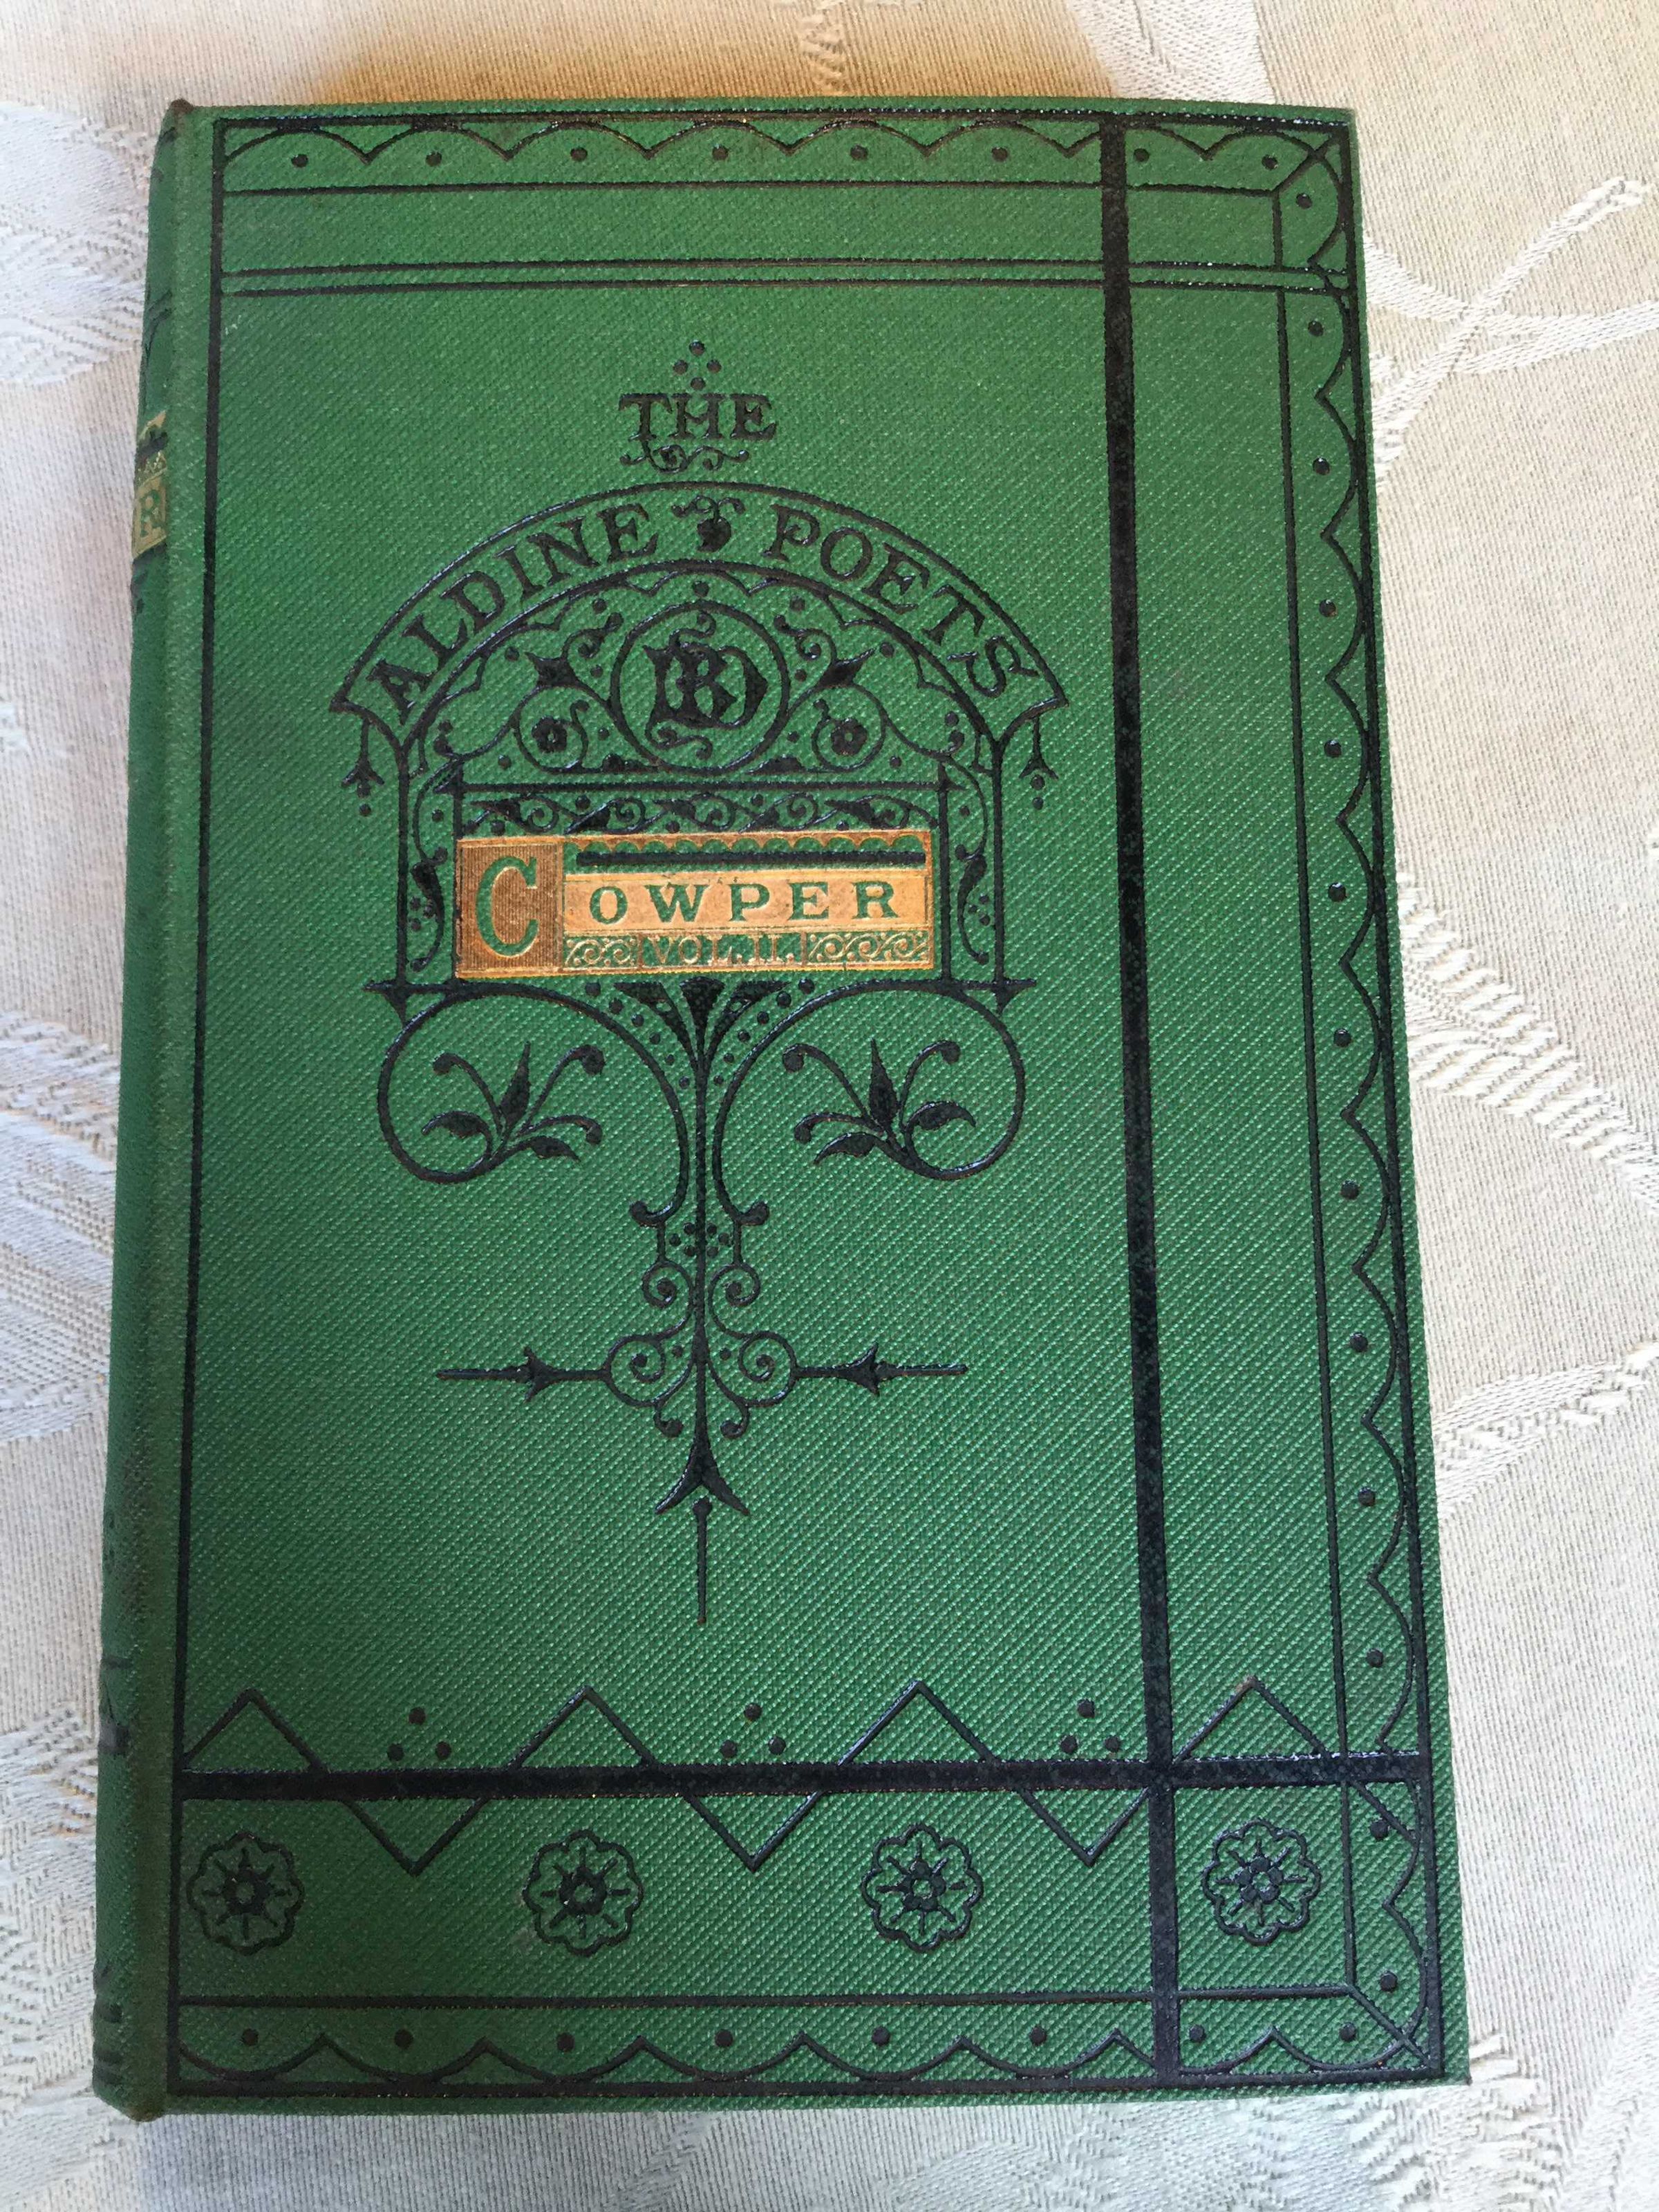 THE
ALDINE POETS
COWPER
VOL. II.
R